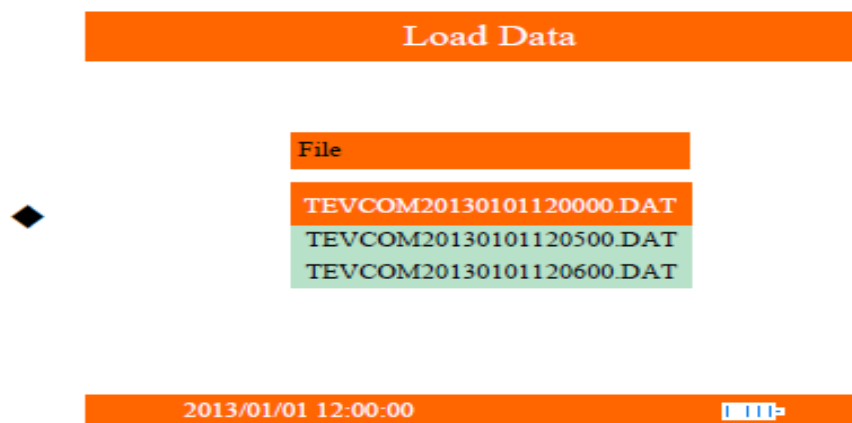 Load Data
File
TEVCOM20130101120000.DAT
TEVCOM20130101120500.DAT
TEVCOM20130101120600.DAT
2013/01/01 12:00:00